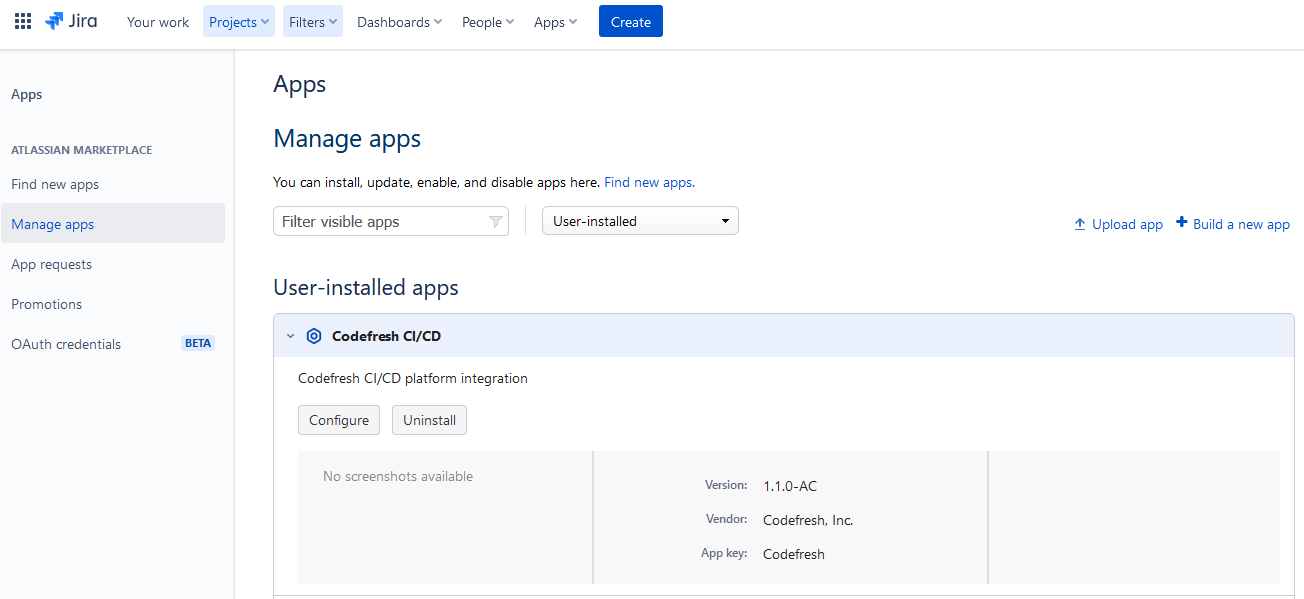 Jira Your work Projects Filters Dashboards People Apps Create
Apps
ATLASSIAN MARKETPLACE
Find new apps
Manage apps
App requests
Promotions
OAuth credentials BETA
Apps
Manage apps
You can install, update, enable, and disable apps here. Find new apps.
Filter visible apps User-installed Upload app Build a new app
User-installed apps
Codefresh CI/CD
Codefresh CI/CD platform integration
Configure Uninstall
No screenshots available
Version: 1.1.0-AC
Vendor: Codefresh, Inc.
App key: Codefresh